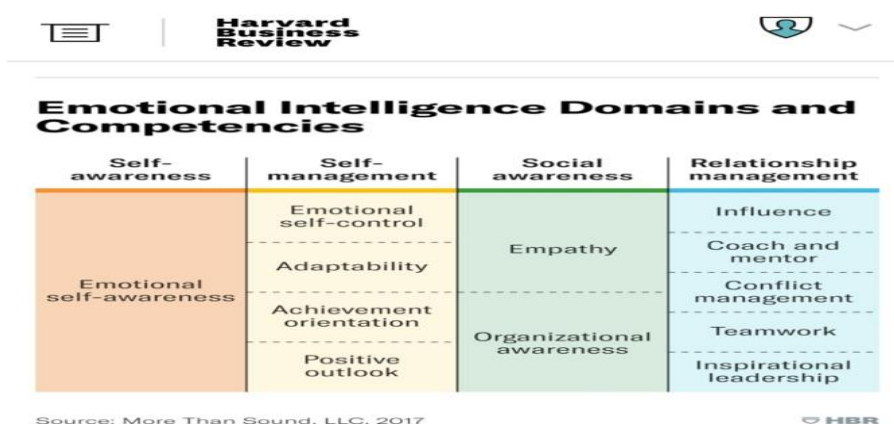 Harvard
Business
Review
Emotional Intelligence Domains and
Competencies
Self-
awareness
Self-
management
Social
awareness
Relationship
management
Emotional
self-awareness
Emotional
self-control
Adaptability
Achievement
orientation
Positive
outlook
Empathy
Organizational
awareness
Influence
Coach and
mentor
Conflict
management
Teamwork
Inspirational
leadership
Source: More Than Sound, LLC, 2017
HBR